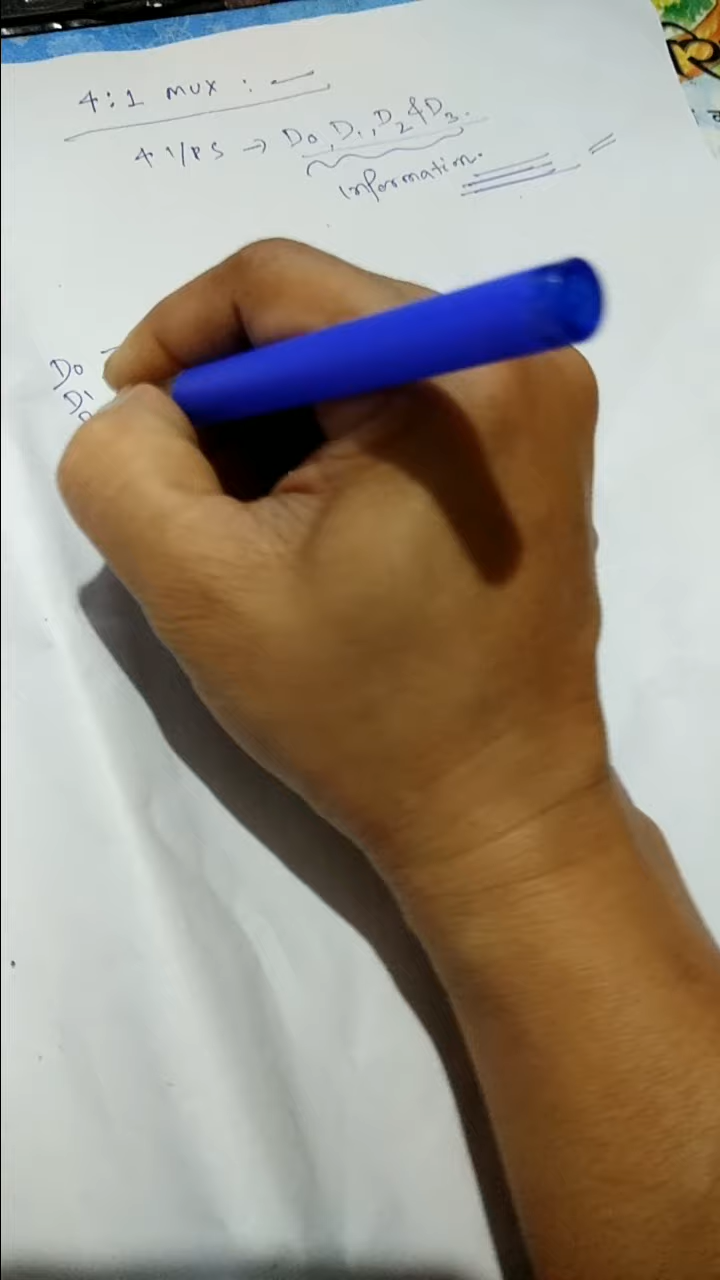 4:1 MUX : —
4 I/PS → D0, D1, D2 & D3.
Information.
D0
D1